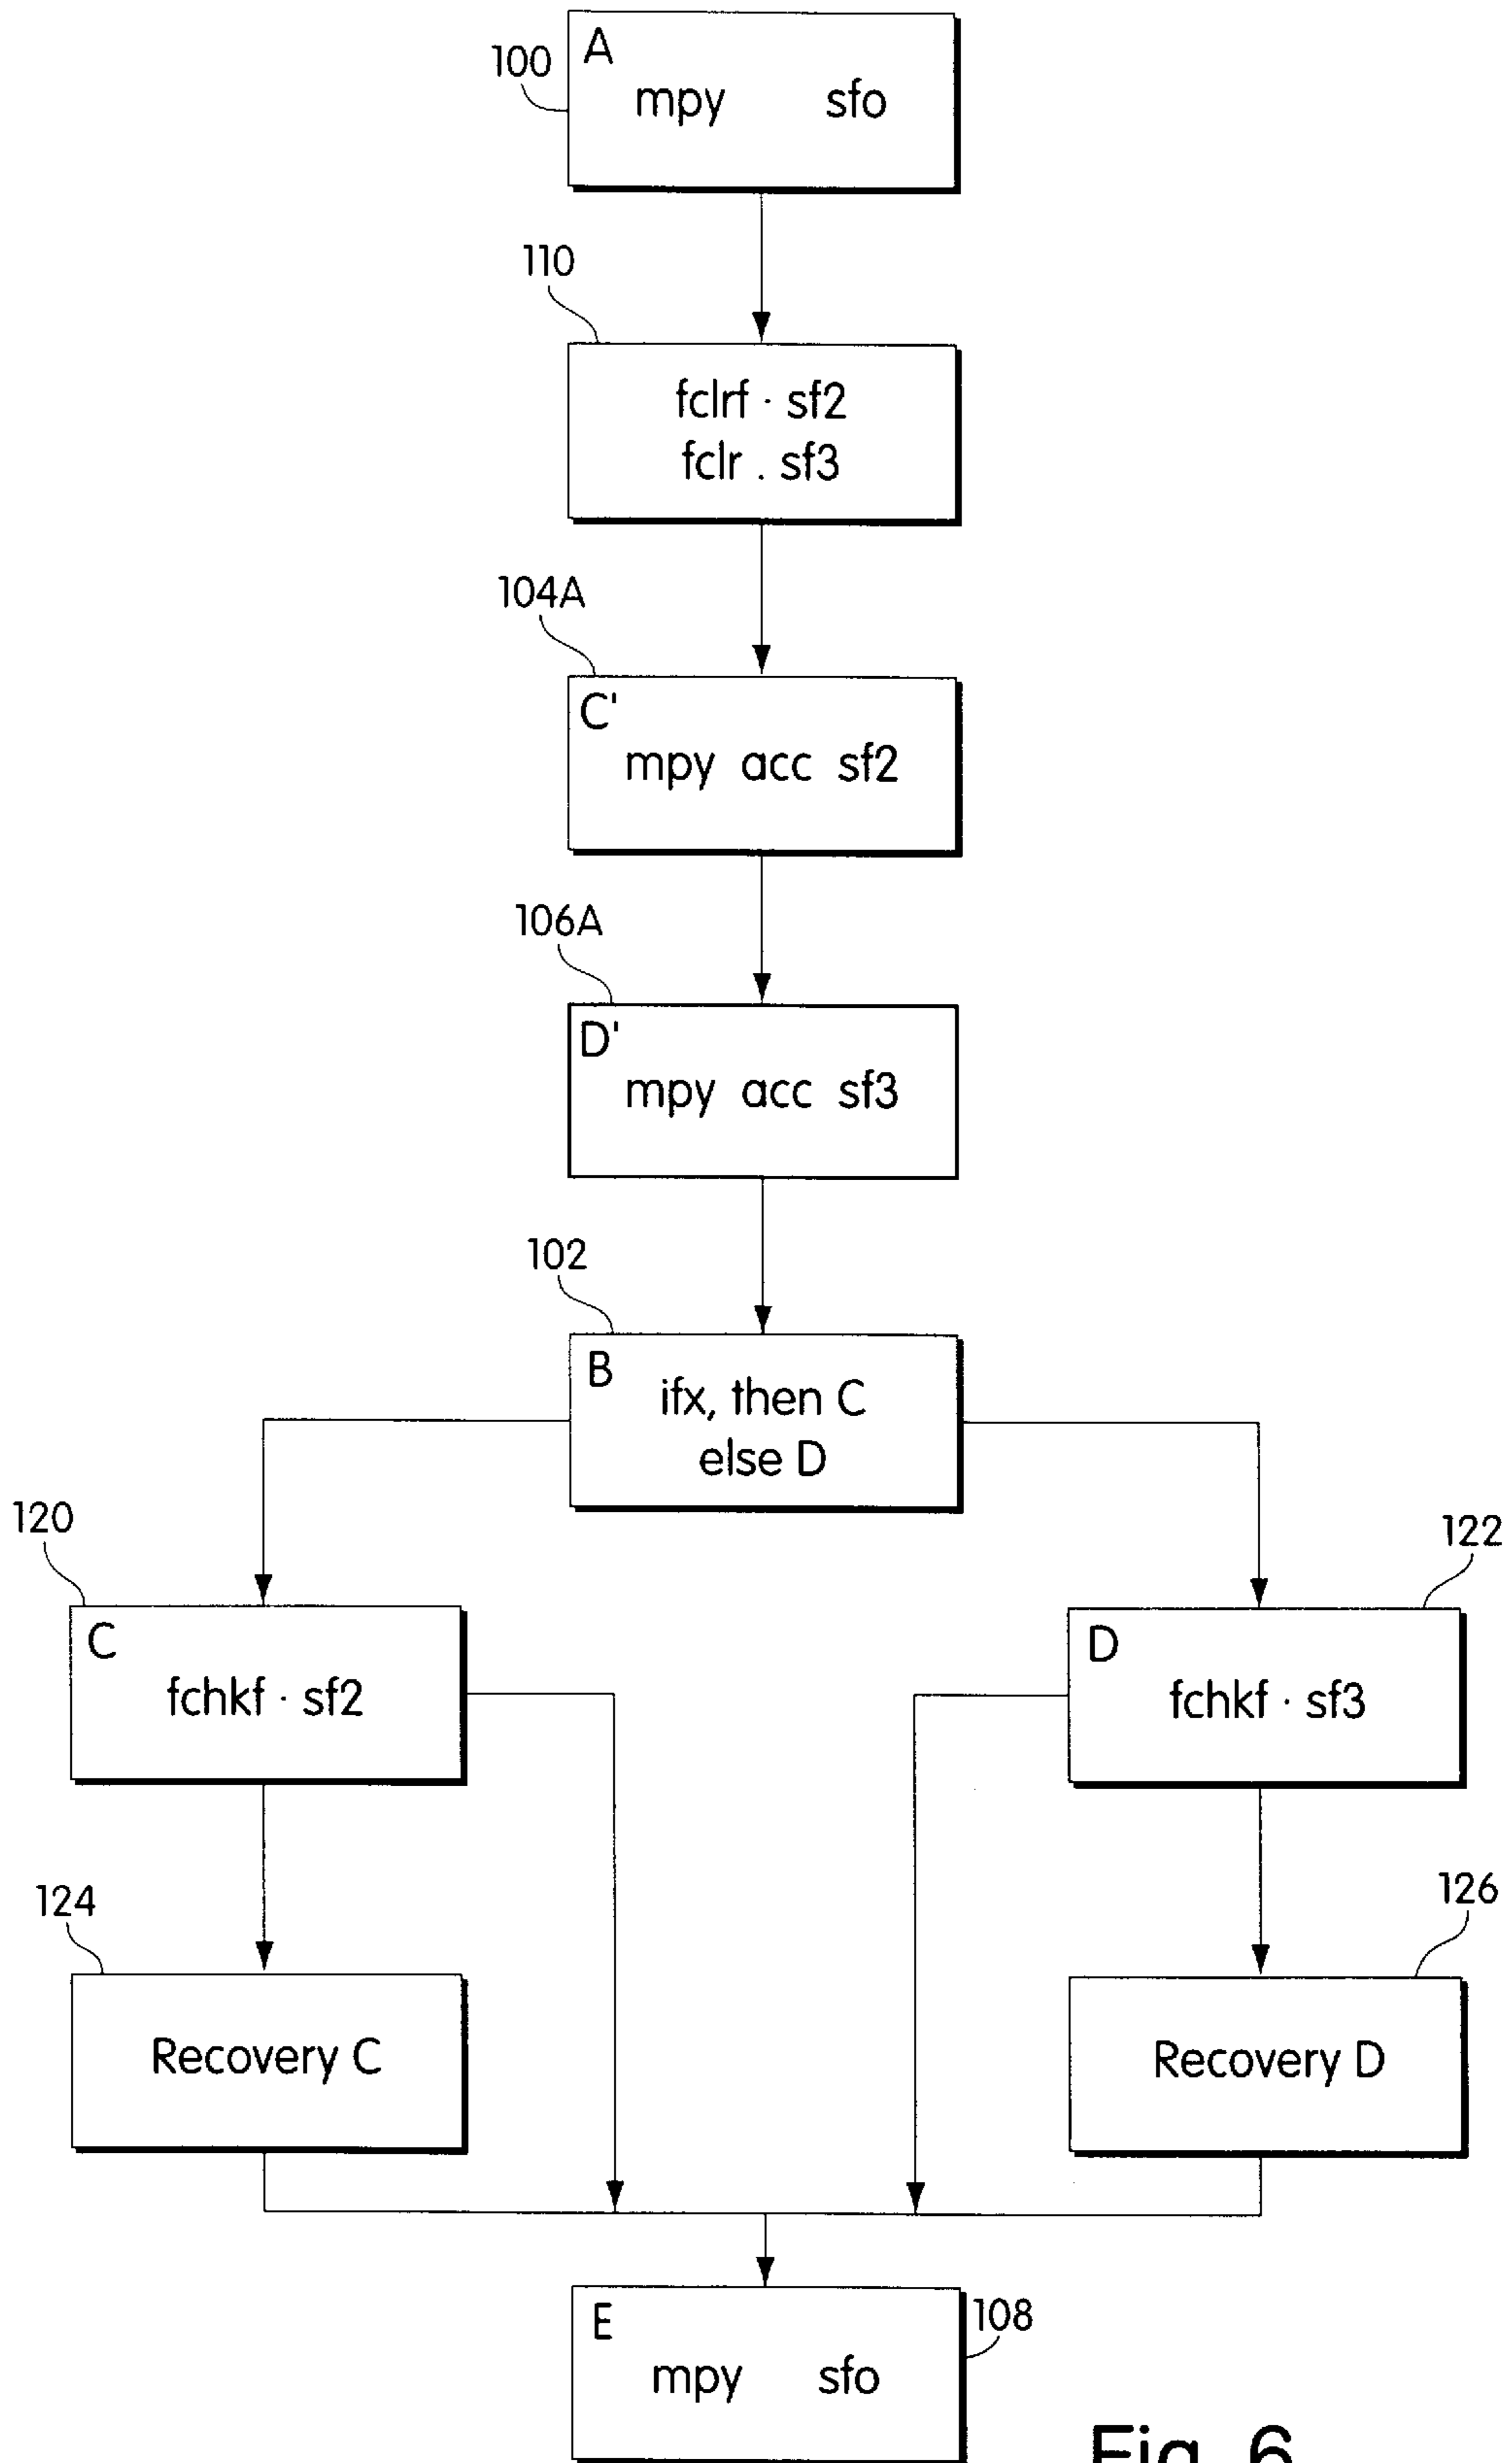 100
A
mpy sfo
110
fclrf · sf2
fclr . sf3
104A
C'
mpy acc sf2
106A
D'
mpy acc sf3
102
B
ifx, then C
else D
120
C
fchkf · sf2
122
D
fchkf · sf3
124
Recovery C
126
Recovery D
E
mpy sfo
108
Fig. 6